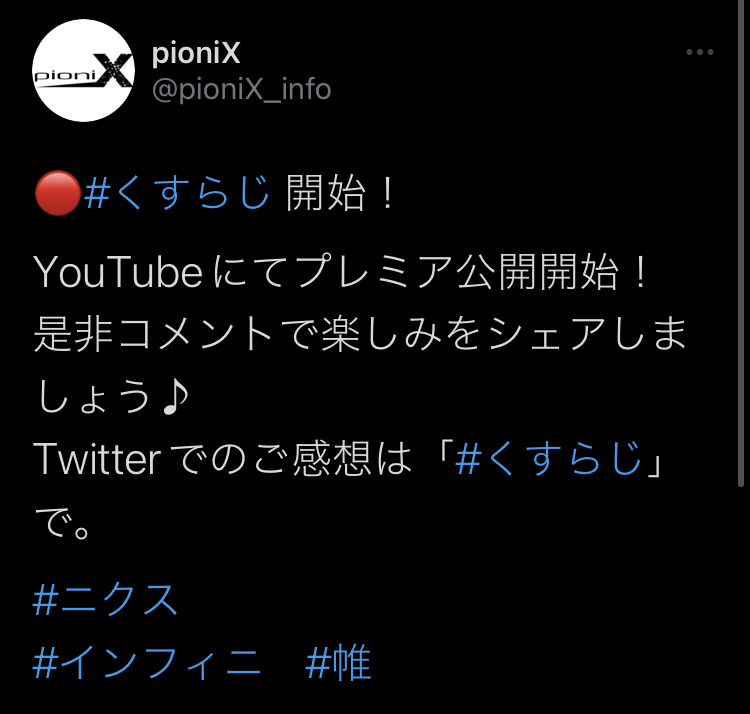 pioniX
pioniX
@pioniX_info
🔴#くすらじ 開始！
YouTubeにてプレミア公開開始！
是非コメントで楽しみをシェアしま
しょう♪
Twitterでのご感想は「#くすらじ」
で。
#ニクス
#インフィニ　#帷